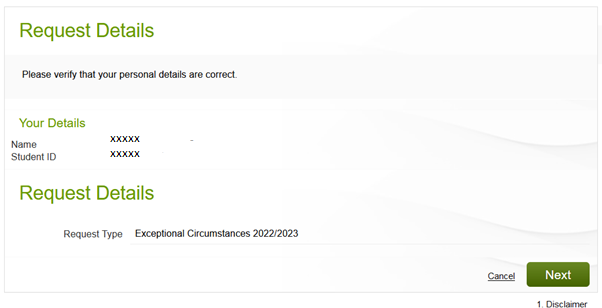 Request Details
Please verify that your personal details are correct.
Your Details
Name XXXXX
Student ID XXXXX
Request Details
Request Type Exceptional Circumstances 2022/2023
Cancel Next
1. Disclaimer